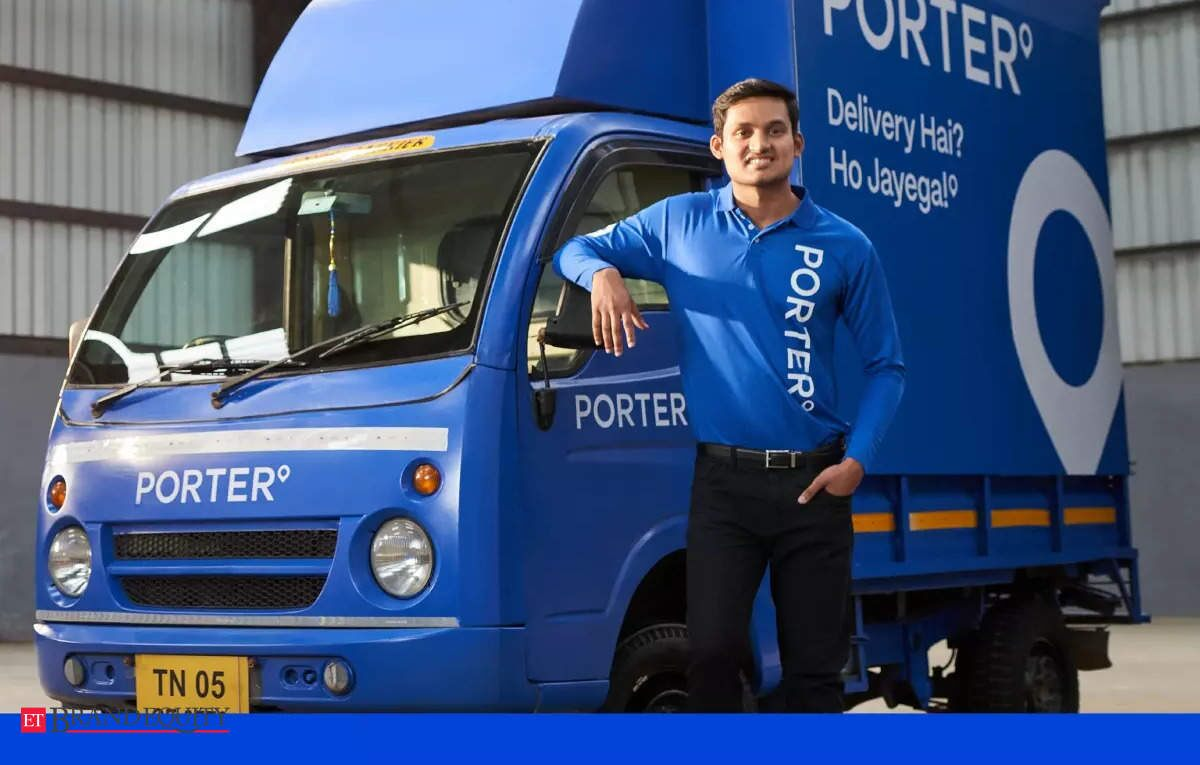 PORTER
Delivery Hai?
Ho Jayega!
PORTER
PORTER
PORTER
TN 05
ET BRANDEQUITY